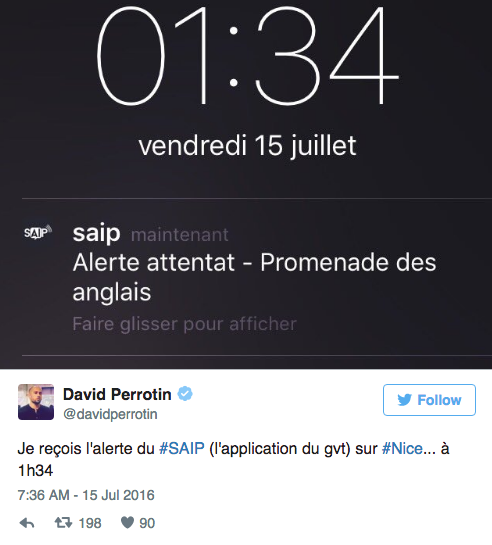 01:34
vendredi 15 juillet
SAIP
saip maintenant
Alerte attentat - Promenade des
anglais
Faire glisser pour afficher
David Perrotin
Follow
@davidperrotin
Je reçois l'alerte du #SAIP (l'application du gvt) sur #Nice... à
1h34
7:36 AM - 15 Jul 2016
198 90